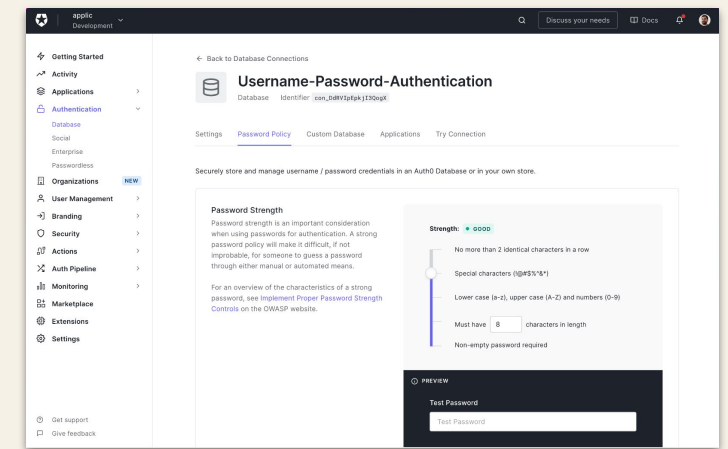 applic
Development
Discuss your needs
Docs
Getting Started
Activity
Applications
Authentication
Database
Social
Enterprise
Passwordless
Organizations NEW
User Management
Branding
Security
Actions
Auth Pipeline
Monitoring
Marketplace
Extensions
Settings
Get support
Give feedback
← Back to Database Connections
Username-Password-Authentication
Database Identifier con_DdNVIpEpkjI3QogX
Settings Password Policy Custom Database Applications Try Connection
Securely store and manage username / password credentials in an Auth0 Database or in your own store.
Password Strength
Password strength is an important consideration
when using passwords for authentication. A strong
password policy will make it difficult, if not
improbable, for someone to guess a password
through either manual or automated means.
For an overview of the characteristics of a strong
password, see Implement Proper Password Strength
Controls on the OWASP website.
Strength: GOOD
No more than 2 identical characters in a row
Special characters (!@#$%^&*)
Lower case (a-z), upper case (A-Z) and numbers (0-9)
Must have 8 characters in length
Non-empty password required
PREVIEW
Test Password
Test Password